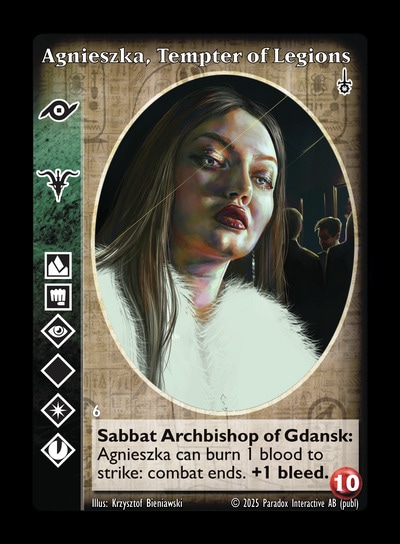 Agnieszka, Tempter of Legions
6
Sabbat Archbishop of Gdansk:
Agnieszka can burn 1 blood to
strike: combat ends. +1 bleed.
10
Illus: Krzysztof Bieniawski © 2025 Paradox Interactive AB (publ)